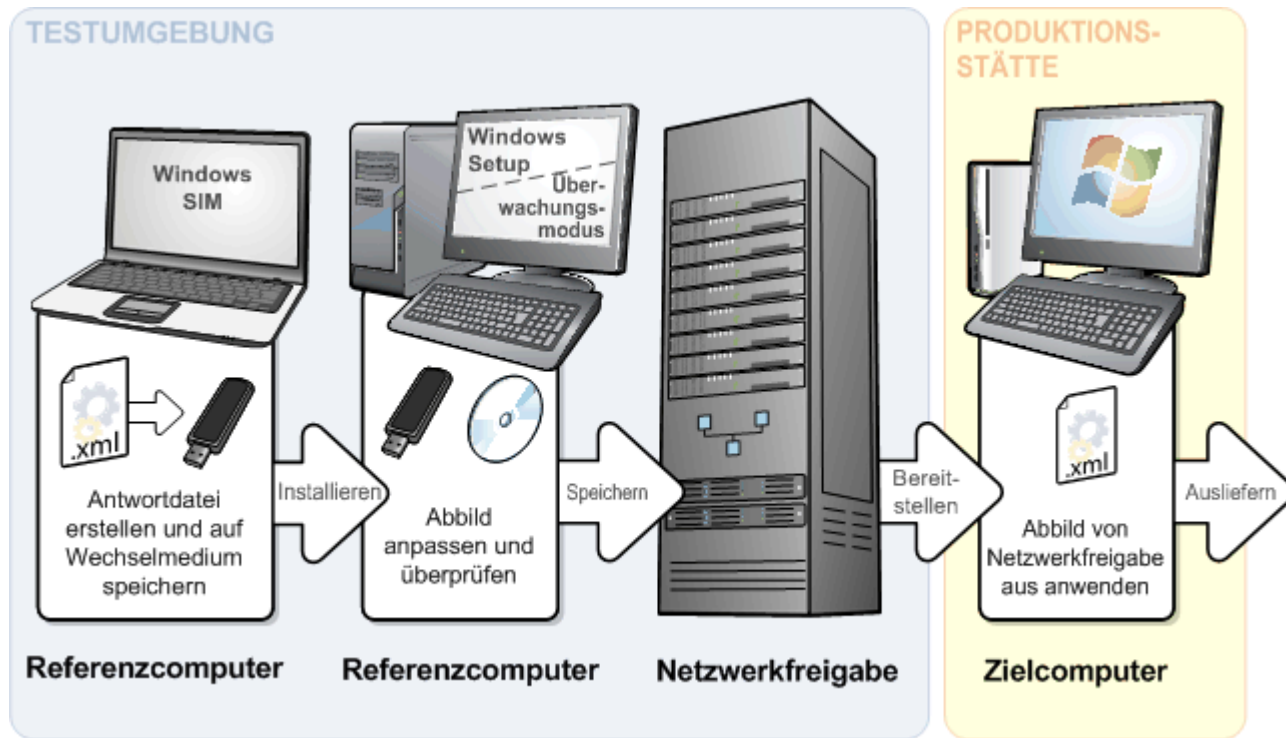 TESTUMGEBUNG
PRODUKTIONS-
STÄTTE
Windows
SIM
Windows
Setup
Über-
wachungs-
modus
.xml
Antwortdatei
erstellen und auf
Wechselmedium
speichern
Installieren
Abbild
anpassen und
überprüfen
Speichern
Bereit-
stellen
.xml
Abbild von
Netzwerkfreigabe
aus anwenden
Ausliefern
Referenzcomputer
Referenzcomputer
Netzwerkfreigabe
Zielcomputer